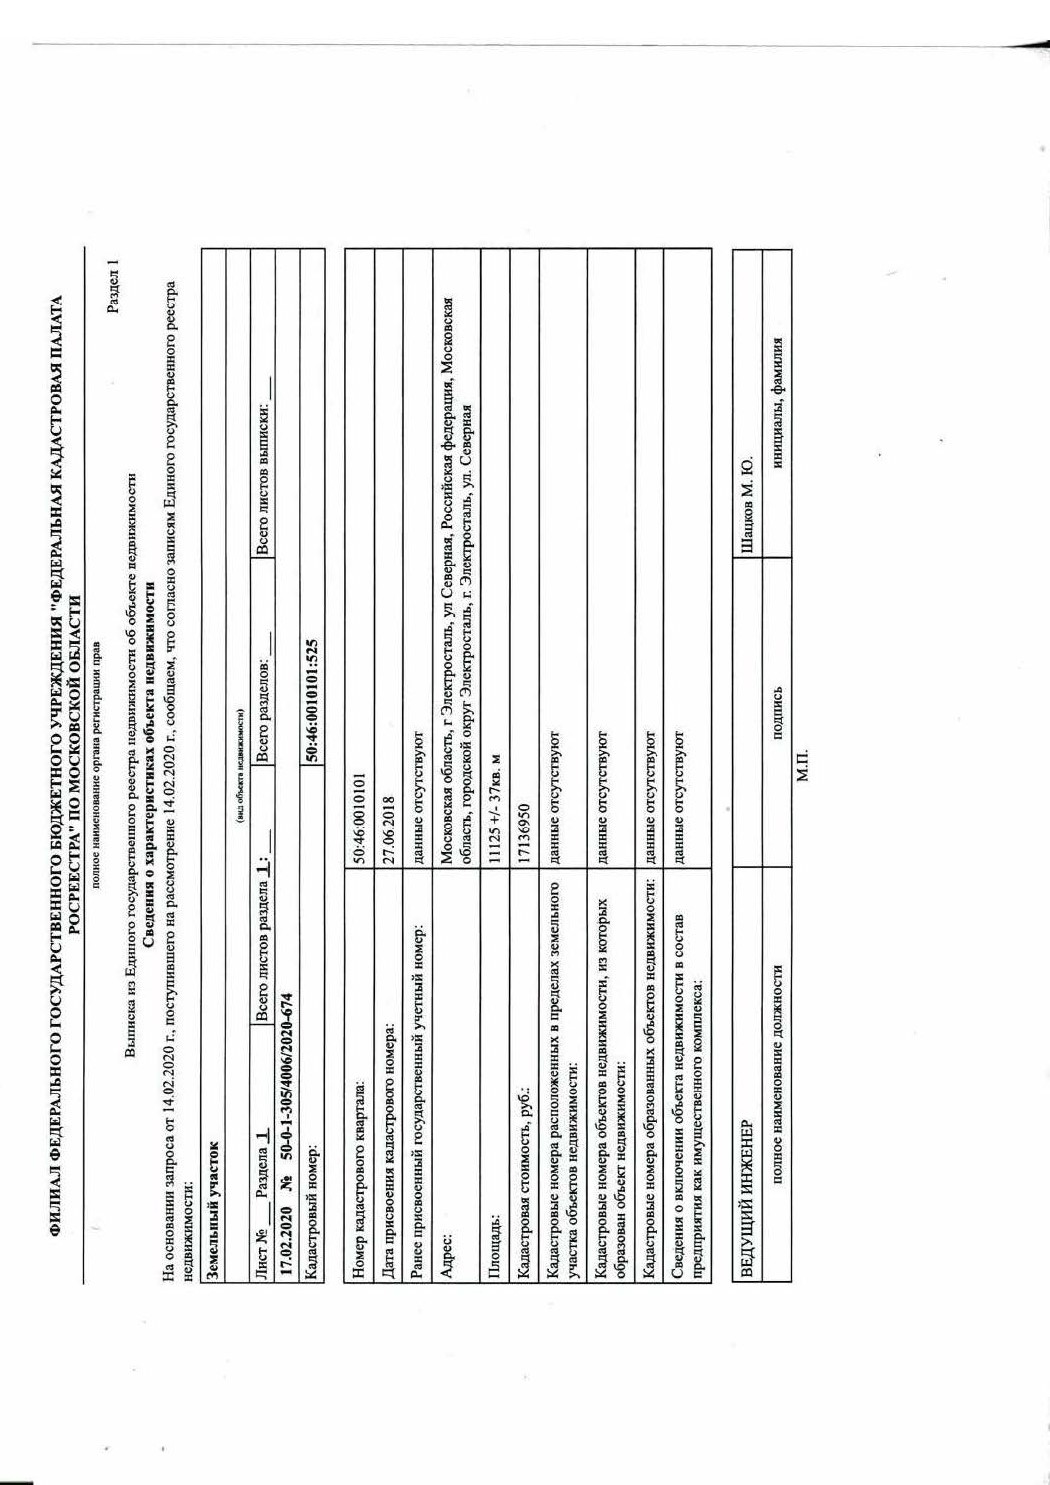 ФИЛИАЛ ФЕДЕРАЛЬНОГО ГОСУДАРСТВЕННОГО БЮДЖЕТНОГО УЧРЕЖДЕНИЯ "ФЕДЕРАЛЬНАЯ КАДАСТРОВАЯ ПАЛАТА
РОСРЕЕСТРА" ПО МОСКОВСКОЙ ОБЛАСТИ
полное наименование органа регистрации прав
Раздел 1
Выписка из Единого государственного реестра недвижимости об объекте недвижимости
Сведения о характеристиках объекта недвижимости
На основании запроса от 14.02.2020 г., поступившего на рассмотрение 14.02.2020 г., сообщаем, что согласно записям Единого государственного реестра
недвижимости:
Земельный участок
(вид объекта недвижимости)
Лист № ___ Раздела 1 Всего листов раздела 1: ___ Всего разделов: ___ Всего листов выписки: ___
17.02.2020 № 50-0-1-305/4006/2020-674
Кадастровый номер: 50:46:0010101:525
Номер кадастрового квартала: 50:46:0010101
Дата присвоения кадастрового номера: 27.06.2018
Ранее присвоенный государственный учетный номер: данные отсутствуют
Адрес: Московская область, г Электросталь, ул Северная, Российская федерация, Московская
область, городской округ Электросталь, г. Электросталь, ул. Северная
Площадь: 11125 +/- 37кв. м
Кадастровая стоимость, руб.: 17136950
Кадастровые номера расположенных в пределах земельного
участка объектов недвижимости: данные отсутствуют
Кадастровые номера объектов недвижимости, из которых
образован объект недвижимости: данные отсутствуют
Кадастровые номера образованных объектов недвижимости: данные отсутствуют
Сведения о включении объекта недвижимости в состав
предприятия как имущественного комплекса: данные отсутствуют
ВЕДУЩИЙ ИНЖЕНЕР Шацков М. Ю.
полное наименование должности подпись инициалы, фамилия
М.П.